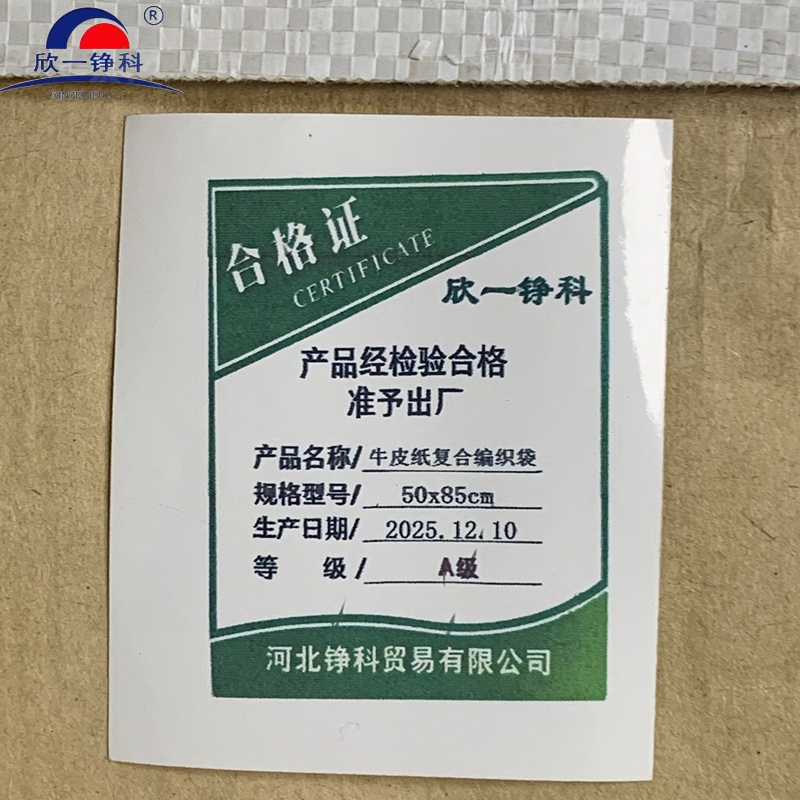 欣一铮科®
合格证
CERTIFICATE
欣一铮科
产品经检验合格
准予出厂
产品名称/牛皮纸复合编织袋
规格型号/ 50x85cm
生产日期/ 2025.12.10
等 级/ A级
河北铮科贸易有限公司